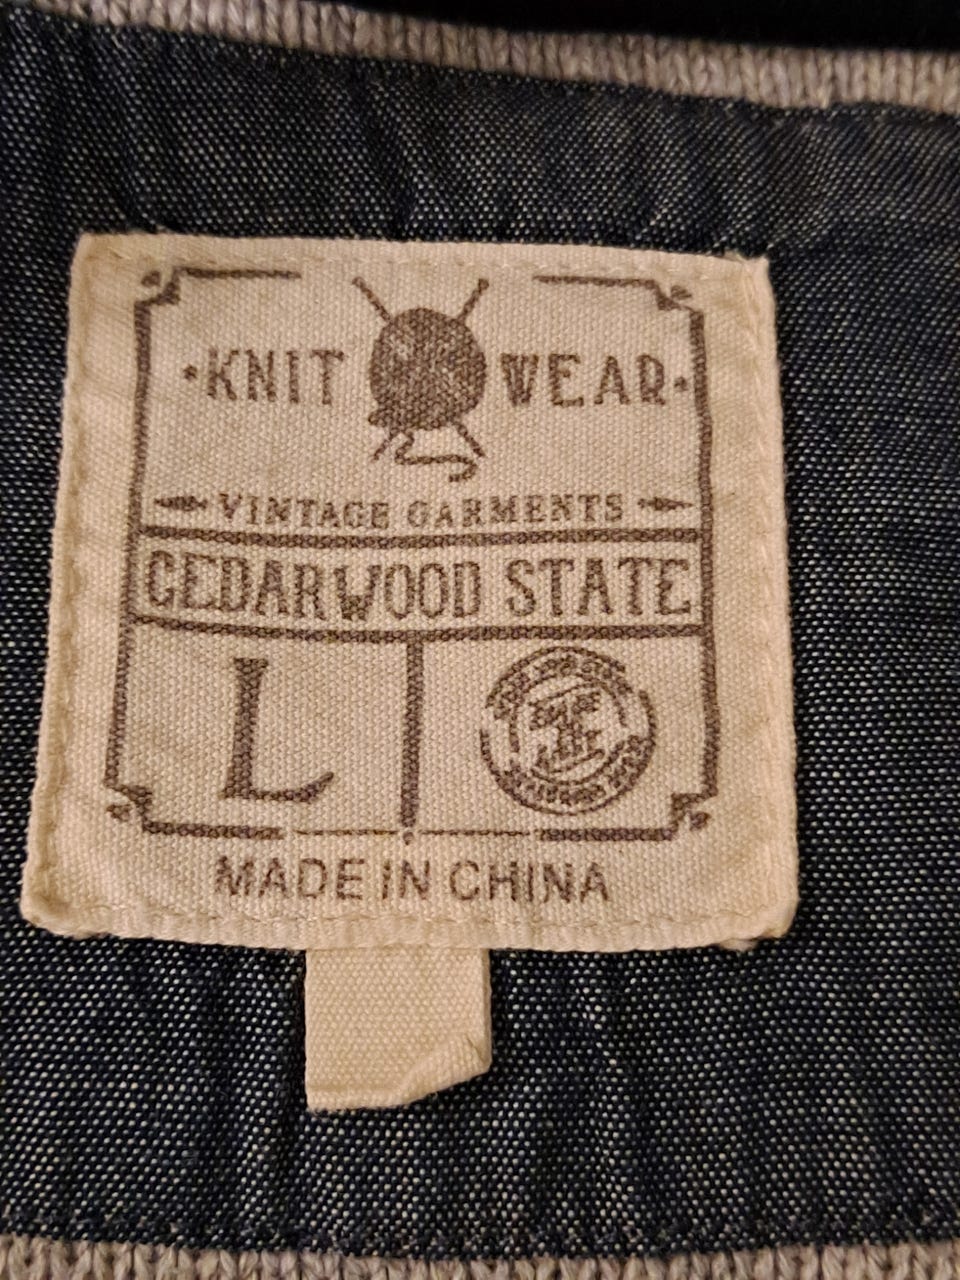 ·KNIT WEAR·
VINTAGE GARMENTS
CEDARWOOD STATE
L
MADE IN CHINA